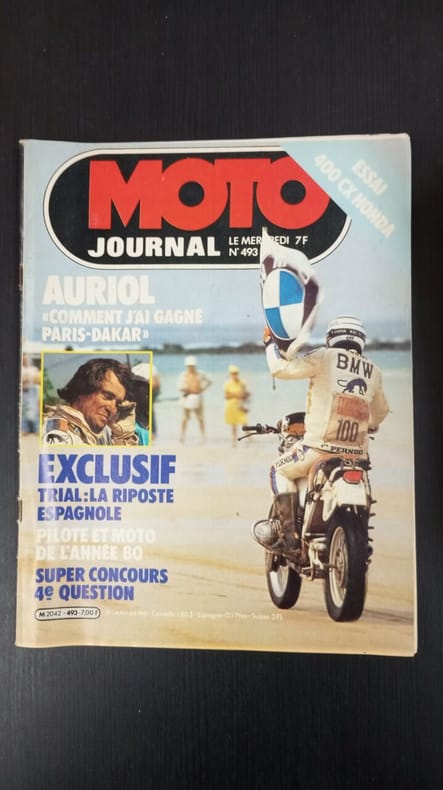 MOTO
JOURNAL
LE MERCREDI 7F
N° 493
ESSAI
400 CX HONDA
AURIOL
«COMMENT J'AI GAGNÉ
PARIS-DAKAR»
BMW
100
PERNOD
EXCLUSIF
TRIAL: LA RIPOSTE
ESPAGNOLE
PILOTE ET MOTO
DE L'ANNÉE 80
SUPER CONCOURS
4e QUESTION
M 2042 - 493 - 7,00 F